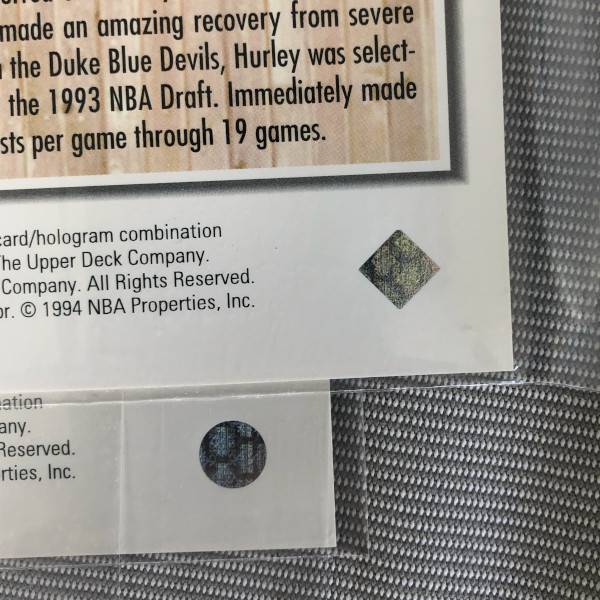 made an amazing recovery from severe
the Duke Blue Devils, Hurley was select-
the 1993 NBA Draft. Immediately made
sts per game through 19 games.
card/hologram combination
The Upper Deck Company.
Company. All Rights Reserved.
or. © 1994 NBA Properties, Inc.
ation
any.
Reserved.
rties, Inc.